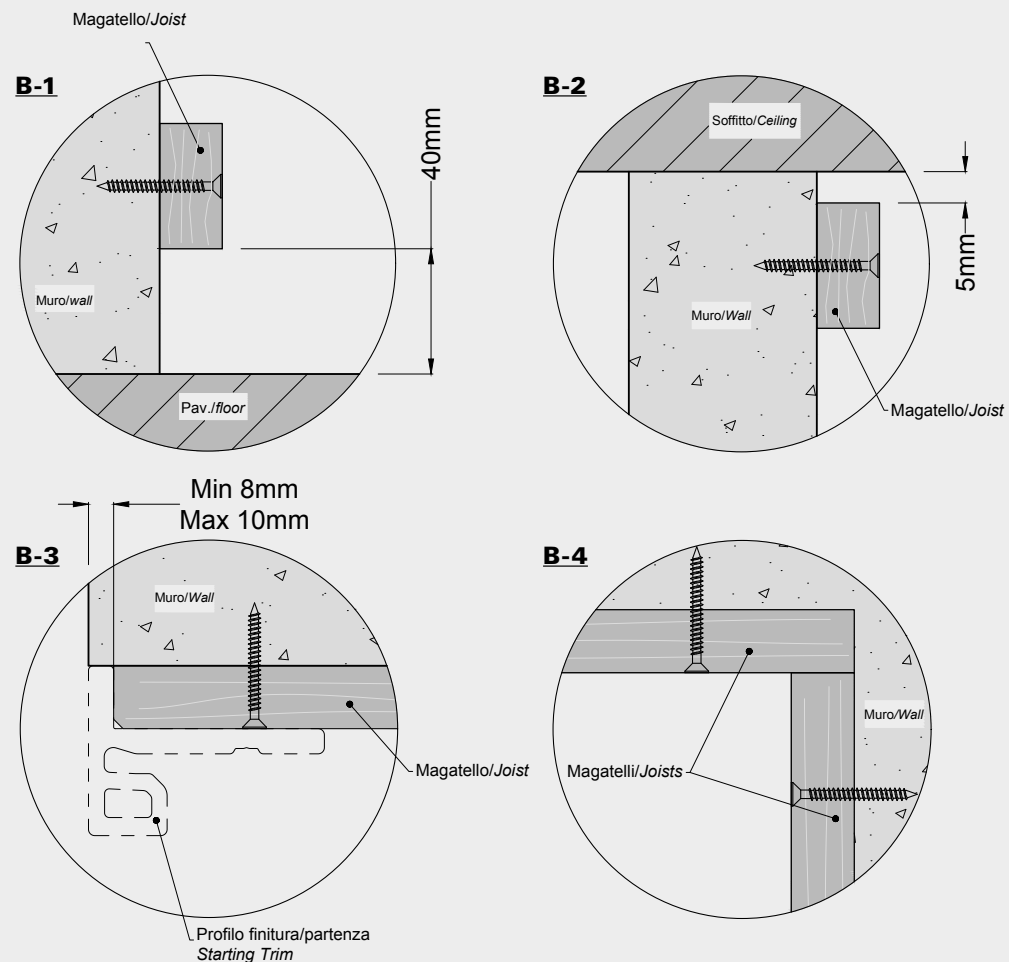 Magatello/Joist
B-1
40mm
Muro/wall
Pav./floor
B-2
Soffitto/Ceiling
5mm
Muro/Wall
Magatello/Joist
Min 8mm
Max 10mm
B-3
Muro/Wall
Magatello/Joist
Profilo finitura/partenza
Starting Trim
B-4
Muro/Wall
Magatelli/Joists